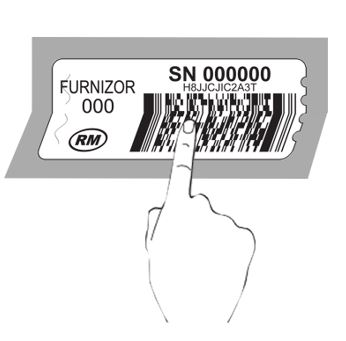 FURNIZOR
000
RM
SN 000000
H8JJCJIC2A3T